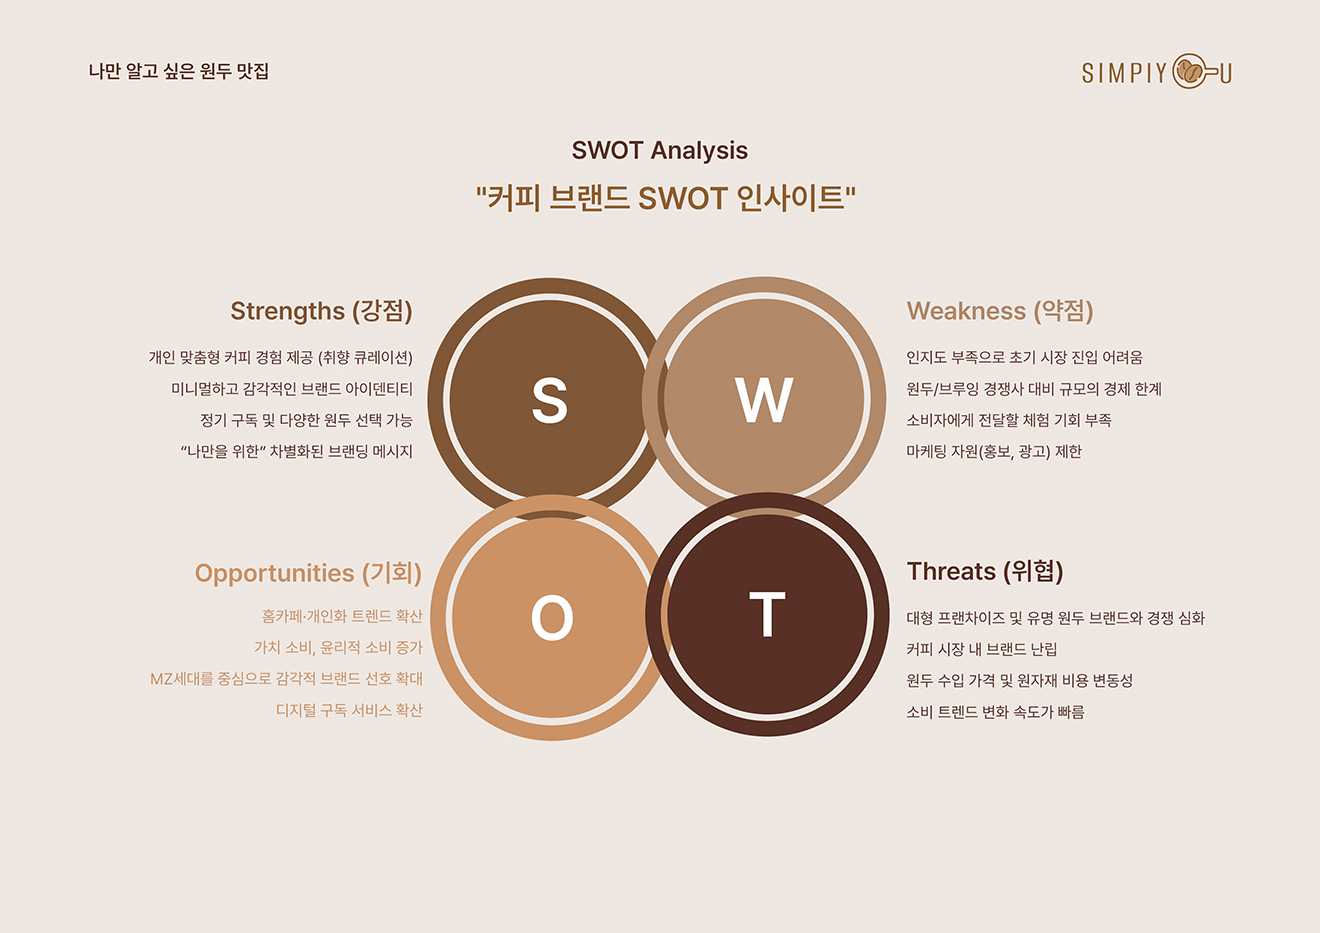 나만 알고 싶은 원두 맛집
SIMPIY U
SWOT Analysis
"커피 브랜드 SWOT 인사이트"
Strengths (강점)
개인 맞춤형 커피 경험 제공 (취향 큐레이션)
미니멀하고 감각적인 브랜드 아이덴티티
정기 구독 및 다양한 원두 선택 가능
“나만을 위한” 차별화된 브랜딩 메시지
S
W
Weakness (약점)
인지도 부족으로 초기 시장 진입 어려움
원두/브루잉 경쟁사 대비 규모의 경제 한계
소비자에게 전달할 체험 기회 부족
마케팅 자원(홍보, 광고) 제한
Opportunities (기회)
홈카페·개인화 트렌드 확산
가치 소비, 윤리적 소비 증가
MZ세대를 중심으로 감각적 브랜드 선호 확대
디지털 구독 서비스 확산
O
T
Threats (위협)
대형 프랜차이즈 및 유명 원두 브랜드와 경쟁 심화
커피 시장 내 브랜드 난립
원두 수입 가격 및 원자재 비용 변동성
소비 트렌드 변화 속도가 빠름